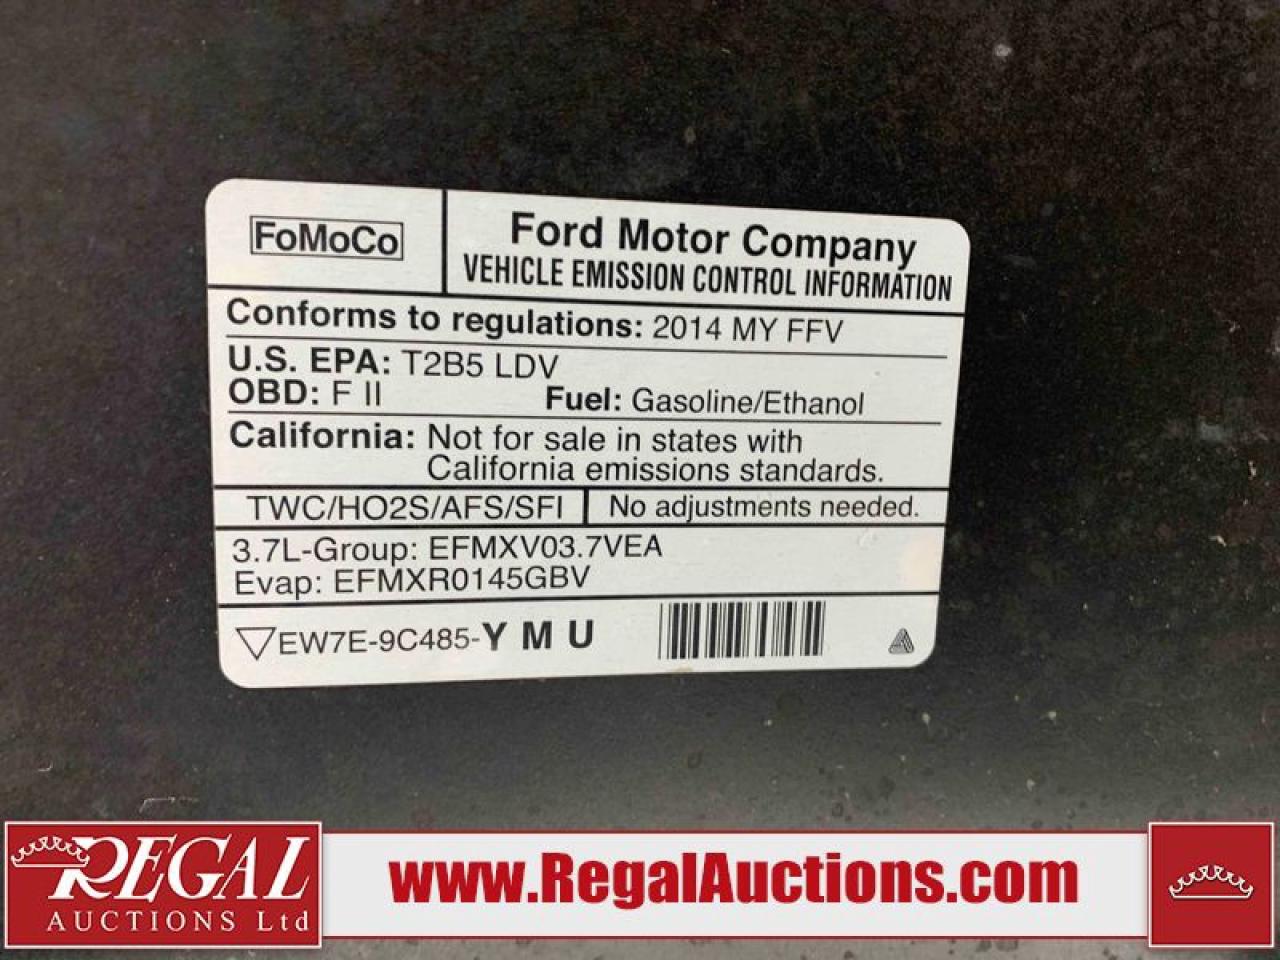 FoMoCo
Ford Motor Company
VEHICLE EMISSION CONTROL INFORMATION
Conforms to regulations: 2014 MY FFV
U.S. EPA: T2B5 LDV
OBD: F II Fuel: Gasoline/Ethanol
California: Not for sale in states with
California emissions standards.
TWC/HO2S/AFS/SFI No adjustments needed.
3.7L-Group: EFMXV03.7VEA
Evap: EFMXR0145GBV
EW7E-9C485-Y M U
REGAL
AUCTIONS Ltd
www.RegalAuctions.com